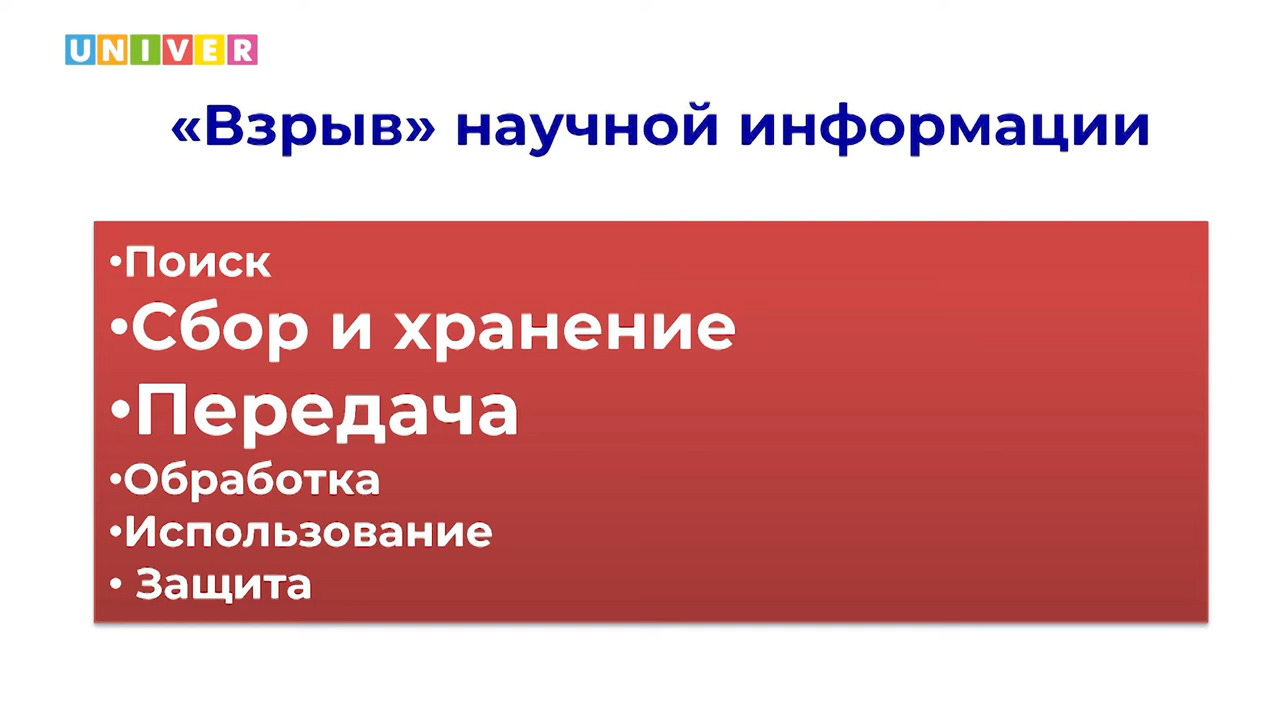 UNIVER
«Взрыв» научной информации
•Поиск
•Сбор и хранение
•Передача
•Обработка
•Использование
• Защита